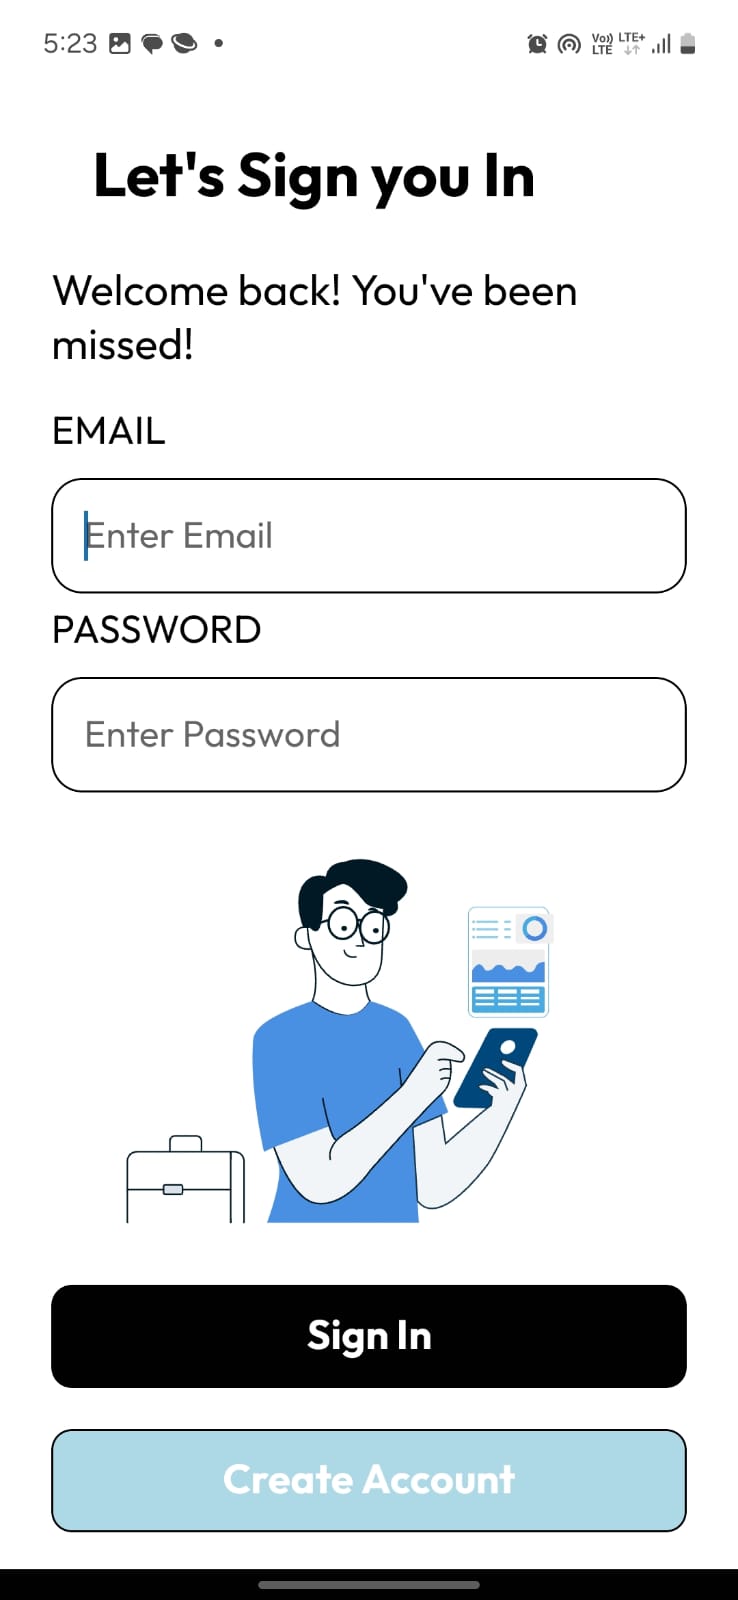 5:23
Vo)) LTE+
LTE
Let's Sign you In
Welcome back! You've been
missed!
EMAIL
Enter Email
PASSWORD
Enter Password
Sign In
Create Account